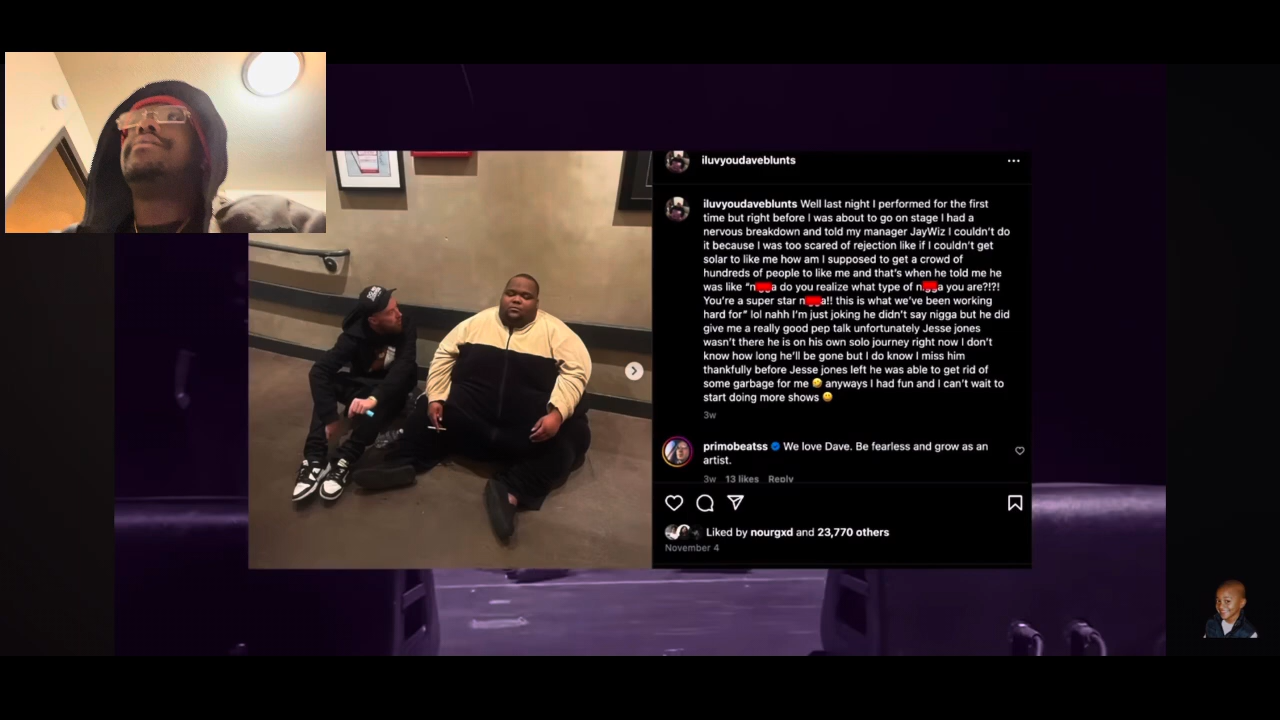 iluvyoudaveblunts
iluvyoudaveblunts Well last night I performed for the first
time but right before I was about to go on stage I had a
nervous breakdown and told my manager JayWiz I couldn't do
it because I was too scared of rejection like if I couldn't get
solar to like me how am I supposed to get a crowd of
hundreds of people to like me and that's when he told me he
was like “n gga do you realize what type of n gga you are?!?!
You're a super star n a!! this is what we've been working
hard for” lol nahh I'm just joking he didn't say nigga but he did
give me a really good pep talk unfortunately Jesse jones
wasn't there he is on his own solo journey right now I don't
know how long he'll be gone but I do know I miss him
thankfully before Jesse jones left he was able to get rid of
some garbage for me 🤣 anyways I had fun and I can't wait to
start doing more shows 😀
3w
primobeatss We love Dave. Be fearless and grow as an
artist.
3w 13 likes Reply
Liked by nourgxd and 23,770 others
November 4